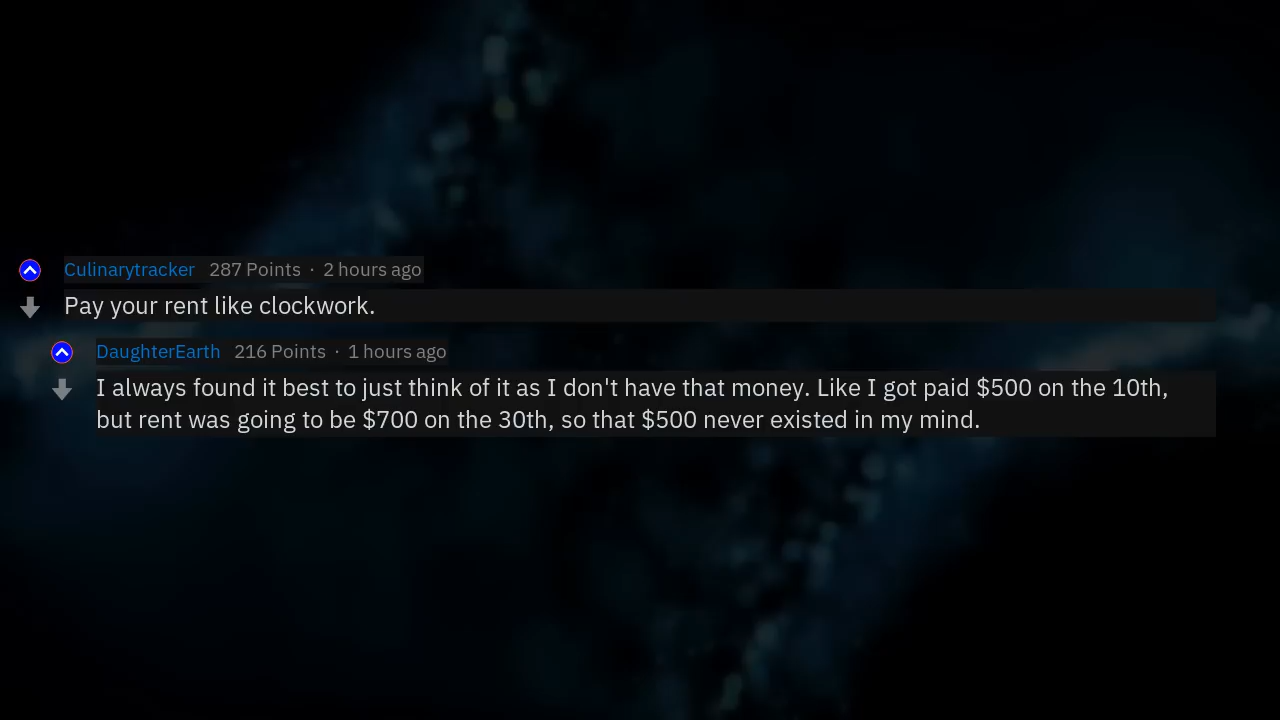 Culinarytracker 287 Points · 2 hours ago
Pay your rent like clockwork.
DaughterEarth 216 Points · 1 hours ago
I always found it best to just think of it as I don't have that money. Like I got paid $500 on the 10th,
but rent was going to be $700 on the 30th, so that $500 never existed in my mind.